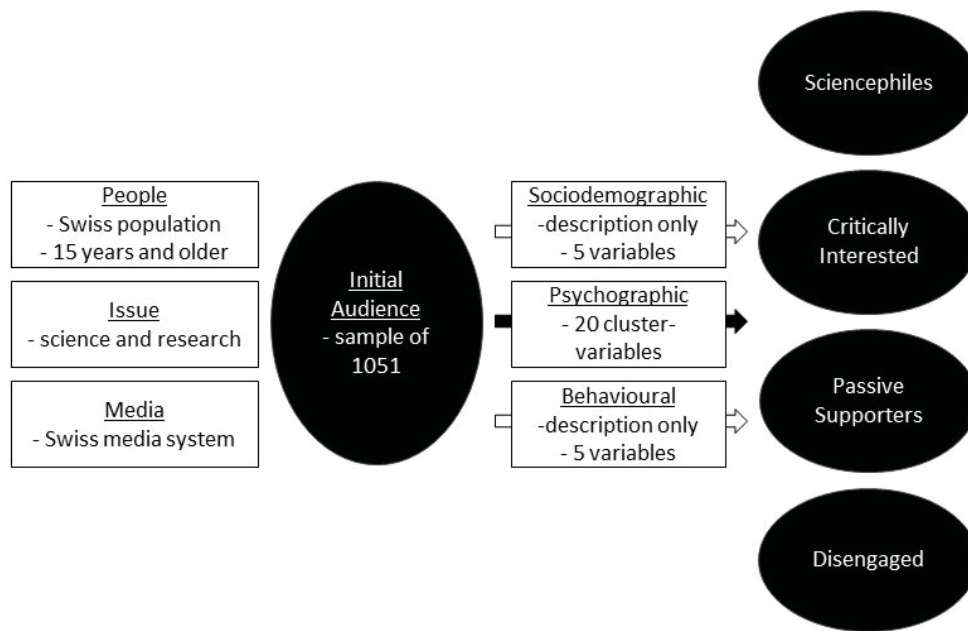 People
- Swiss population
- 15 years and older
Issue
- science and research
Media
- Swiss media system
Initial
Audience
- sample of
1051
Sociodemographic
-description only
- 5 variables
Psychographic
- 20 cluster-
variables
Behavioural
-description only
- 5 variables
Sciencephiles
Critically
Interested
Passive
Supporters
Disengaged